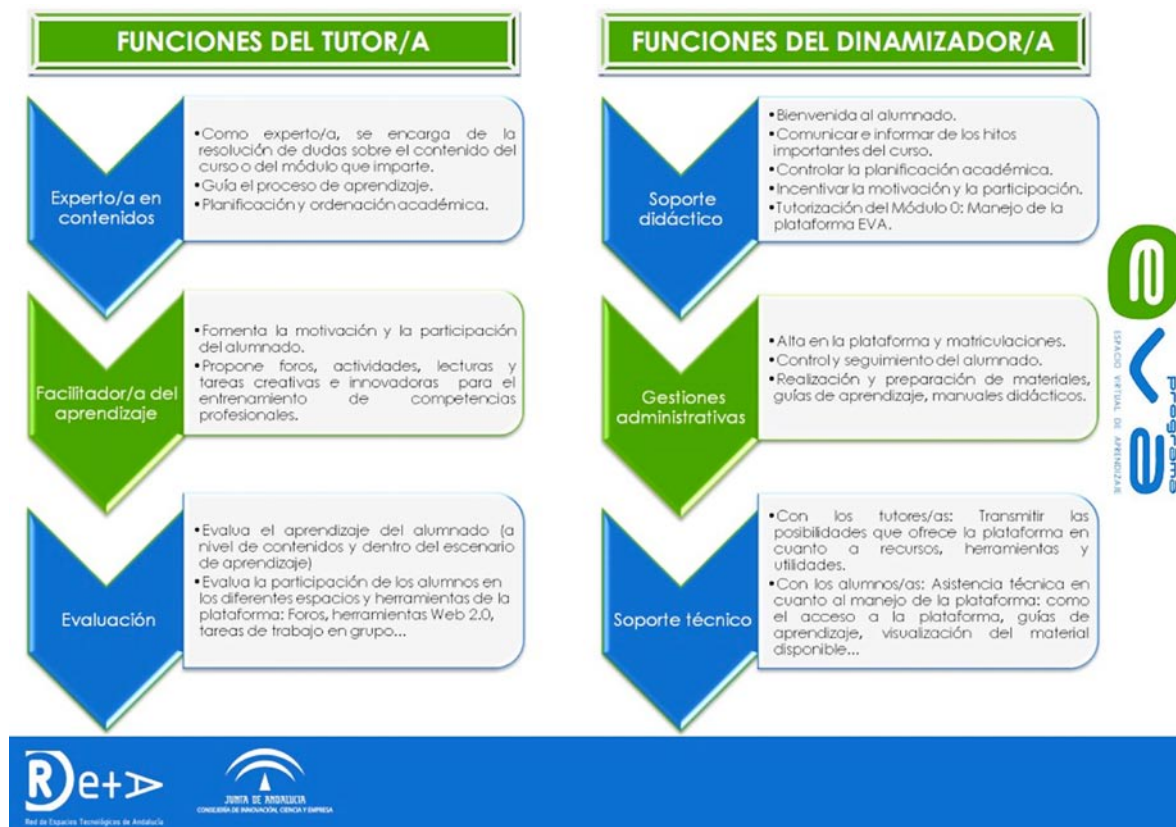 FUNCIONES DEL TUTOR/A
Experto/a en
contenidos
•Como experto/a, se encarga de la
resolución de dudas sobre el contenido del
curso o del módulo que imparte.
•Guía el proceso de aprendizaje.
•Planificación y ordenación académica.
Facilitador/a del
aprendizaje
•Fomenta la motivación y la participación
del alumnado.
•Propone foros, actividades, lecturas y
tareas creativas e innovadoras para el
entrenamiento de competencias
profesionales.
Evaluación
•Evalua el aprendizaje del alumnado (a
nivel de contenidos y dentro del escenario
de aprendizaje)
•Evalua la participación de los alumnos en
los diferentes espacios y herramientas de la
plataforma: Foros, herramientas Web 2.0,
tareas de trabajo en grupo...
FUNCIONES DEL DINAMIZADOR/A
Soporte
didáctico
•Bienvenida al alumnado.
•Comunicar e informar de los hitos
importantes del curso.
•Controlar la planificación académica.
•Incentivar la motivación y la participación.
•Tutorización del Módulo 0: Manejo de la
plataforma EVA.
Gestiones
administrativas
•Alta en la plataforma y matriculaciones.
•Control y seguimiento del alumnado.
•Realización y preparación de materiales,
guías de aprendizaje, manuales didácticos.
Soporte técnico
•Con los tutores/as: Transmitir las
posibilidades que ofrece la plataforma en
cuanto a recursos, herramientas y
utilidades.
•Con los alumnos/as: Asistencia técnica en
cuanto al manejo de la plataforma: como
el acceso a la plataforma, guías de
aprendizaje, visualización del material
disponible...
eva
programa
ESPACIO VIRTUAL DE APRENDIZAJE
Reta
Red de Espacios Tecnológicos de Andalucía
JUNTA DE ANDALUCIA
CONSEJERÍA DE INNOVACIÓN, CIENCIA Y EMPRESA